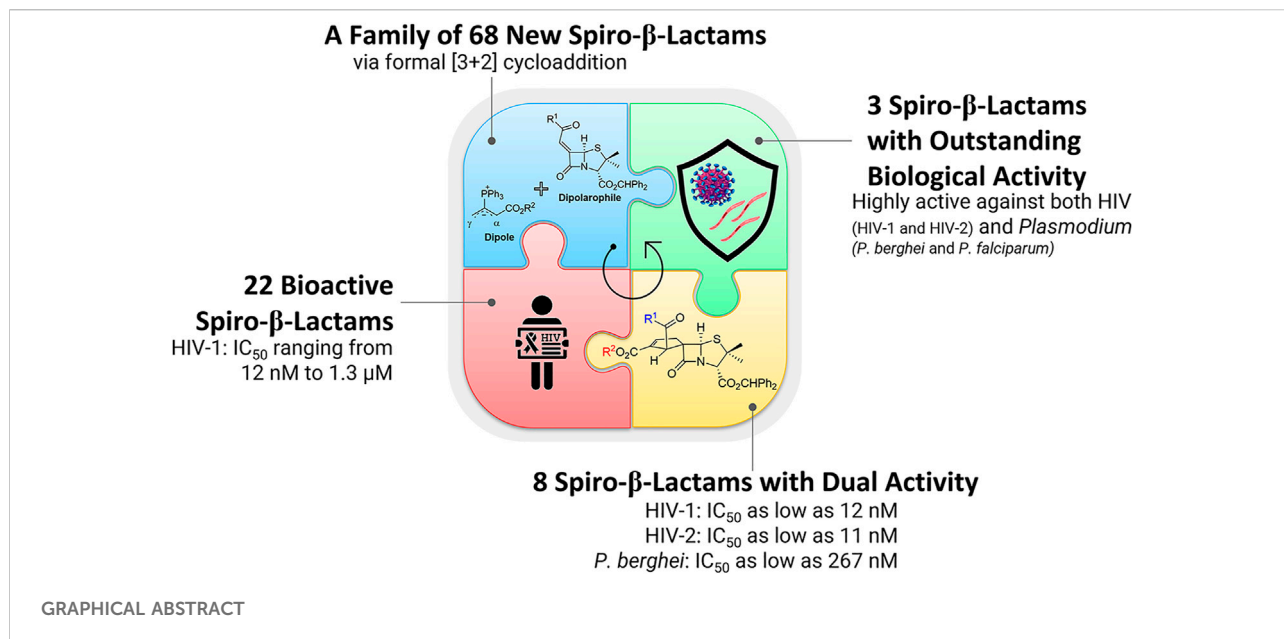 A Family of 68 New Spiro-β-Lactams
via formal [3+2] cycloaddition
3 Spiro-β-Lactams
with Outstanding
Biological Activity
Highly active against both HIV
(HIV-1 and HIV-2) and Plasmodium
(P. berghei and P. falciparum)
R¹
O
H
S
N
O
CO₂CHPh₂
Dipolarophile
+
PPh₃
CO₂R²
γ
α
Dipole
22 Bioactive
Spiro-β-Lactams
HIV-1: IC₅₀ ranging from
12 nM to 1.3 µM
HIV
R¹
O
H
S
R²O₂C
H
N
O
CO₂CHPh₂
8 Spiro-β-Lactams with Dual Activity
HIV-1: IC₅₀ as low as 12 nM
HIV-2: IC₅₀ as low as 11 nM
P. berghei: IC₅₀ as low as 267 nM
GRAPHICAL ABSTRACT